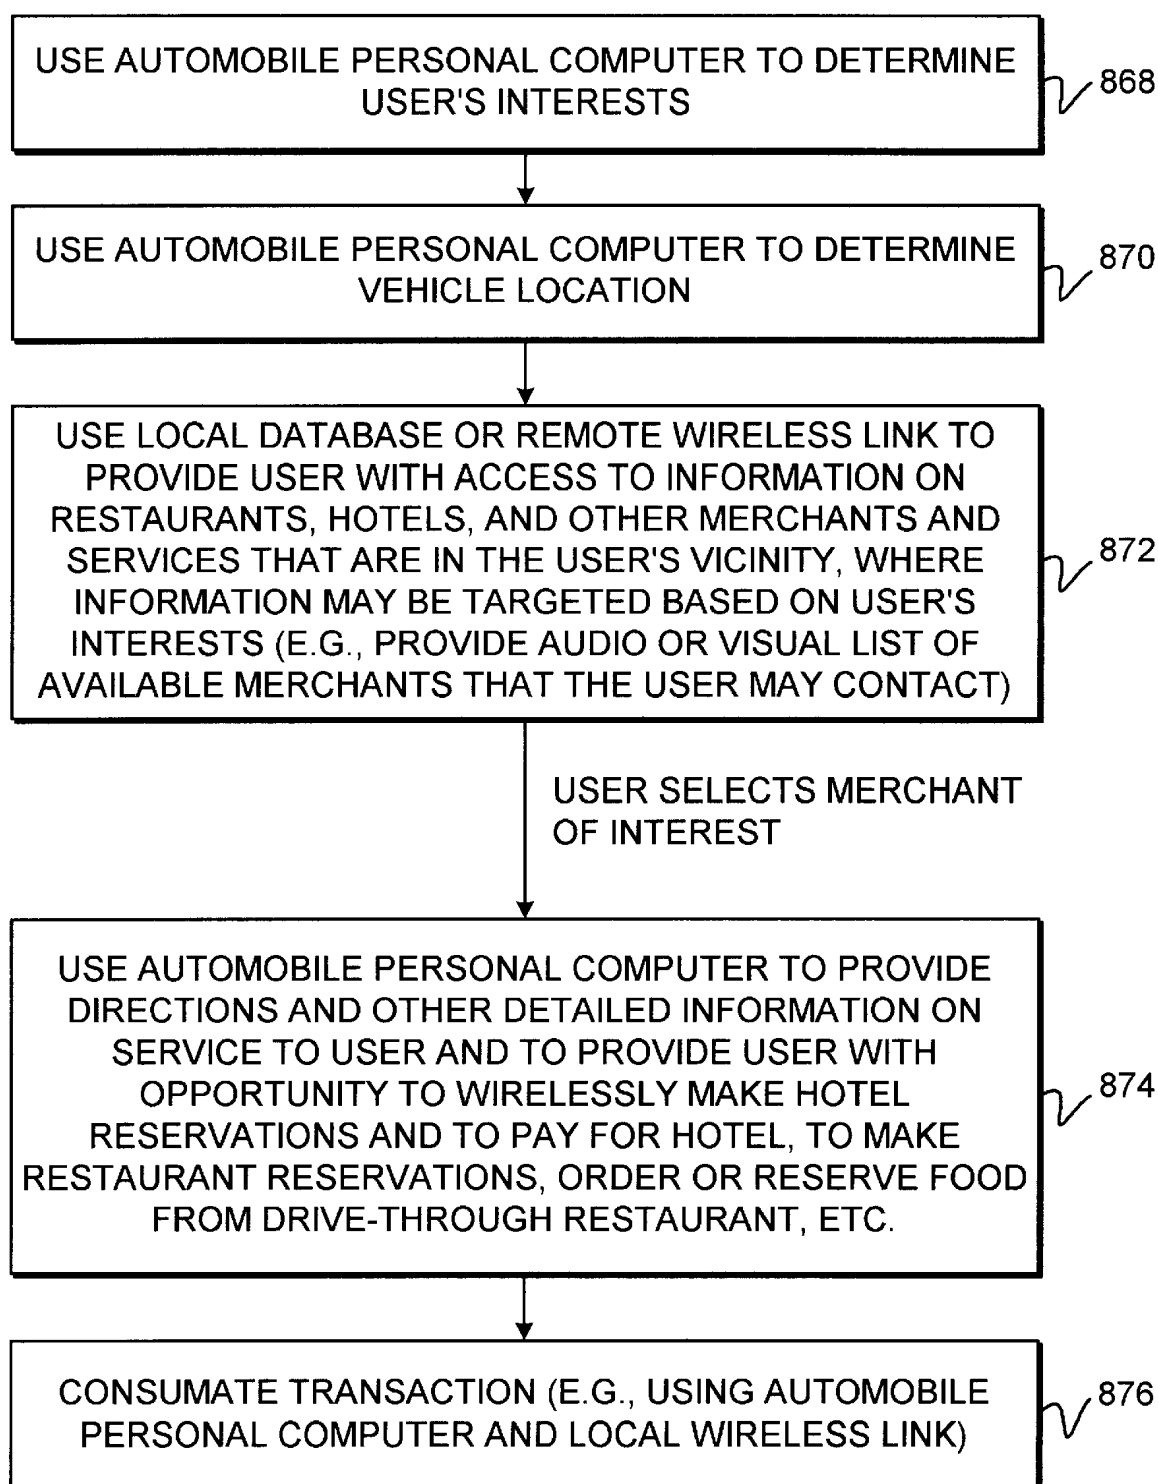 USE AUTOMOBILE PERSONAL COMPUTER TO DETERMINE
USER'S INTERESTS
868
USE AUTOMOBILE PERSONAL COMPUTER TO DETERMINE
VEHICLE LOCATION
870
USE LOCAL DATABASE OR REMOTE WIRELESS LINK TO
PROVIDE USER WITH ACCESS TO INFORMATION ON
RESTAURANTS, HOTELS, AND OTHER MERCHANTS AND
SERVICES THAT ARE IN THE USER'S VICINITY, WHERE
INFORMATION MAY BE TARGETED BASED ON USER'S
INTERESTS (E.G., PROVIDE AUDIO OR VISUAL LIST OF
AVAILABLE MERCHANTS THAT THE USER MAY CONTACT)
872
USER SELECTS MERCHANT
OF INTEREST
USE AUTOMOBILE PERSONAL COMPUTER TO PROVIDE
DIRECTIONS AND OTHER DETAILED INFORMATION ON
SERVICE TO USER AND TO PROVIDE USER WITH
OPPORTUNITY TO WIRELESSLY MAKE HOTEL
RESERVATIONS AND TO PAY FOR HOTEL, TO MAKE
RESTAURANT RESERVATIONS, ORDER OR RESERVE FOOD
FROM DRIVE-THROUGH RESTAURANT, ETC.
874
CONSUMATE TRANSACTION (E.G., USING AUTOMOBILE
PERSONAL COMPUTER AND LOCAL WIRELESS LINK)
876